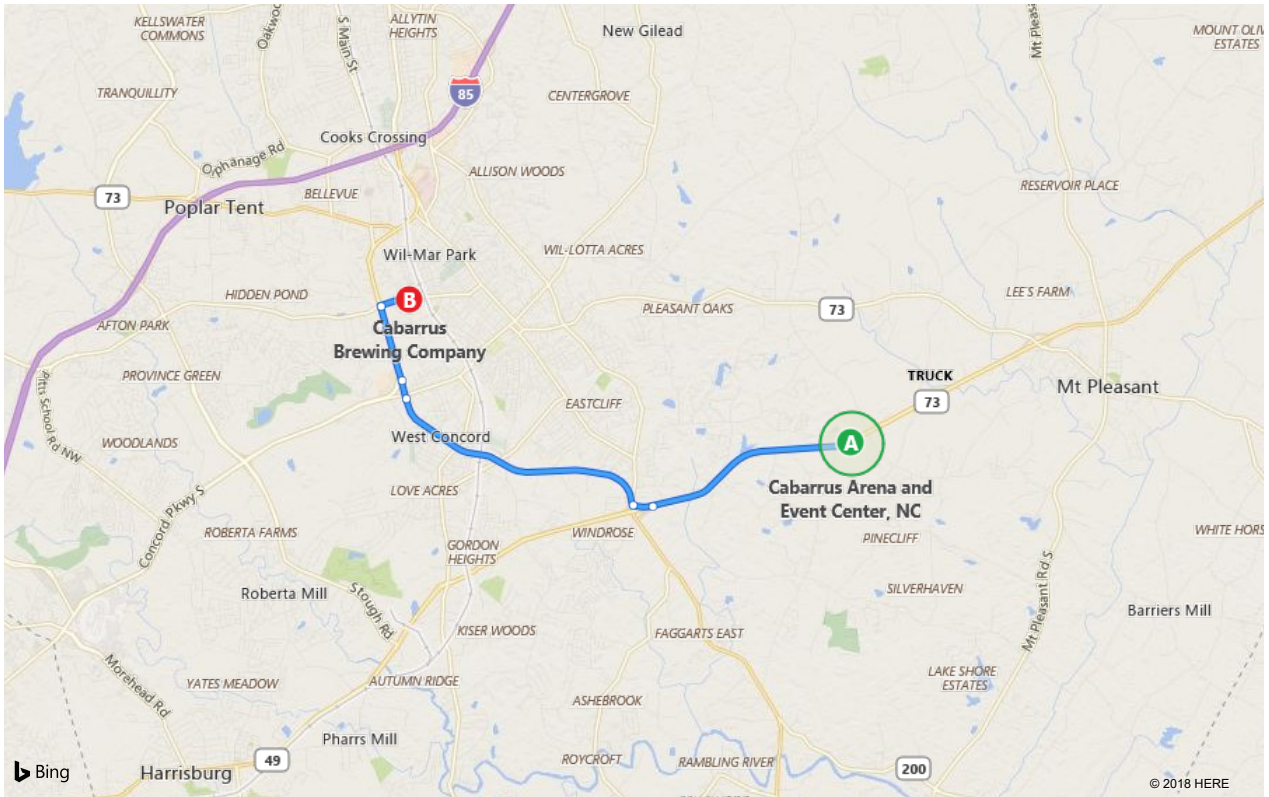 KELLSWATER
COMMONS
Oakwoo
S Main St
ALLYTIN
HEIGHTS
New Gilead
Mt Pleas
MOUNT OLIV
ESTATES
TRANQUILLITY
85
CENTERGROVE
Cooks Crossing
Orphanage Rd
ALLISON WOODS
BELLEVUE
RESERVOIR PLACE
73
Poplar Tent
Wil-Mar Park
WIL-LOTTA ACRES
HIDDEN POND
B
PLEASANT OAKS
73
LEE'S FARM
AFTON PARK
Cabarrus
Brewing Company
PROVINCE GREEN
TRUCK
73
Mt Pleasant
Pitts School Rd NW
EASTCLIFF
WOODLANDS
West Concord
A
LOVE ACRES
Cabarrus Arena and
Event Center, NC
Concord Pkwy S
ROBERTA FARMS
WINDROSE
PINECLIFF
WHITE HORS
GORDON
HEIGHTS
Roberta Mill
Stough Rd
SILVERHAVEN
Mt Pleasant Rd S
Barriers Mill
KISER WOODS
FAGGARTS EAST
Morehead Rd
YATES MEADOW
AUTUMN RIDGE
LAKE SHORE
ESTATES
ASHEBROOK
Pharrs Mill
49
ROYCROFT
RAMBLING RIVER
200
Bing
Harrisburg
© 2018 HERE